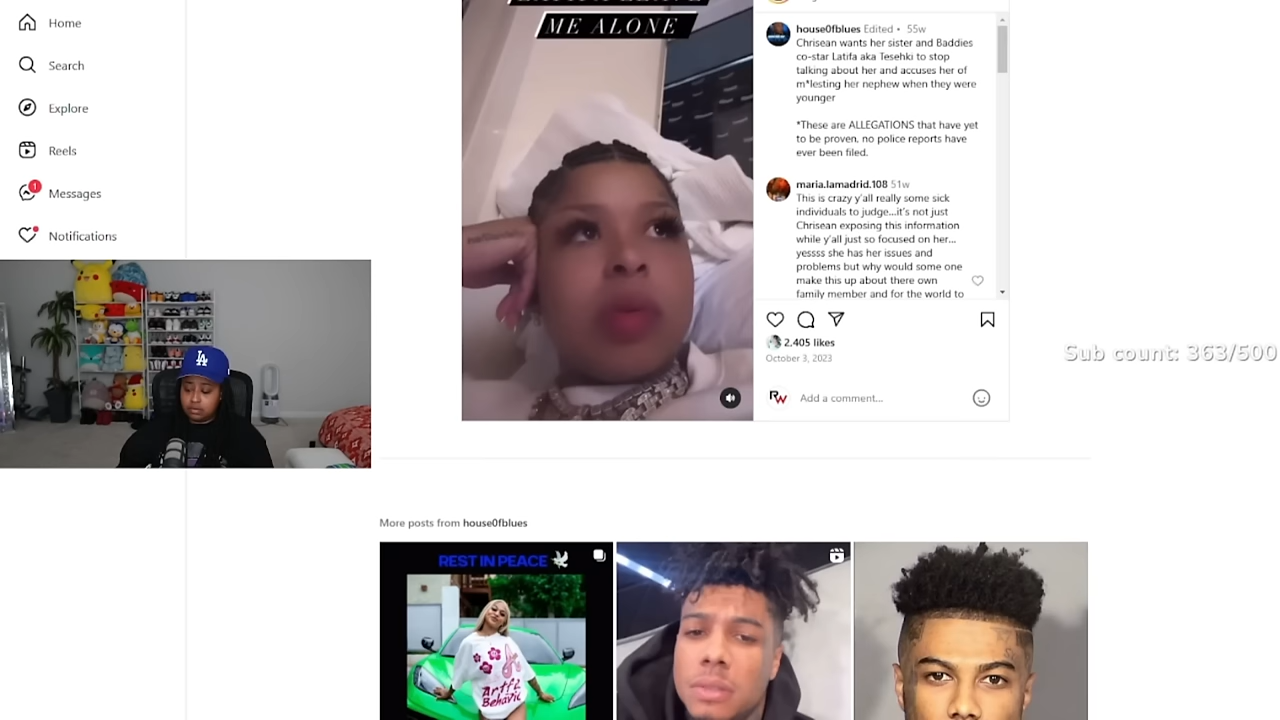 Home
Search
Explore
Reels
1
Messages
Notifications
ME ALONE
house0fblues Edited • 55w
Chrisean wants her sister and Baddies
co-star Latifa aka Tesehki to stop
talking about her and accuses her of
m*lesting her nephew when they were
younger
*These are ALLEGATIONS that have yet
to be proven, no police reports have
ever been filed.
maria.lamadrid.108 51w
This is crazy y'all really some sick
individuals to judge...it's not just
Chrisean exposing this information
while y'all just so focused on her...
yessss she has her issues and
problems but why would some one
make this up about there own
family member and for the world to
2,405 likes
October 3, 2023
RW
Add a comment...
Sub count: 363/500
LA
More posts from house0fblues
REST IN PEACE